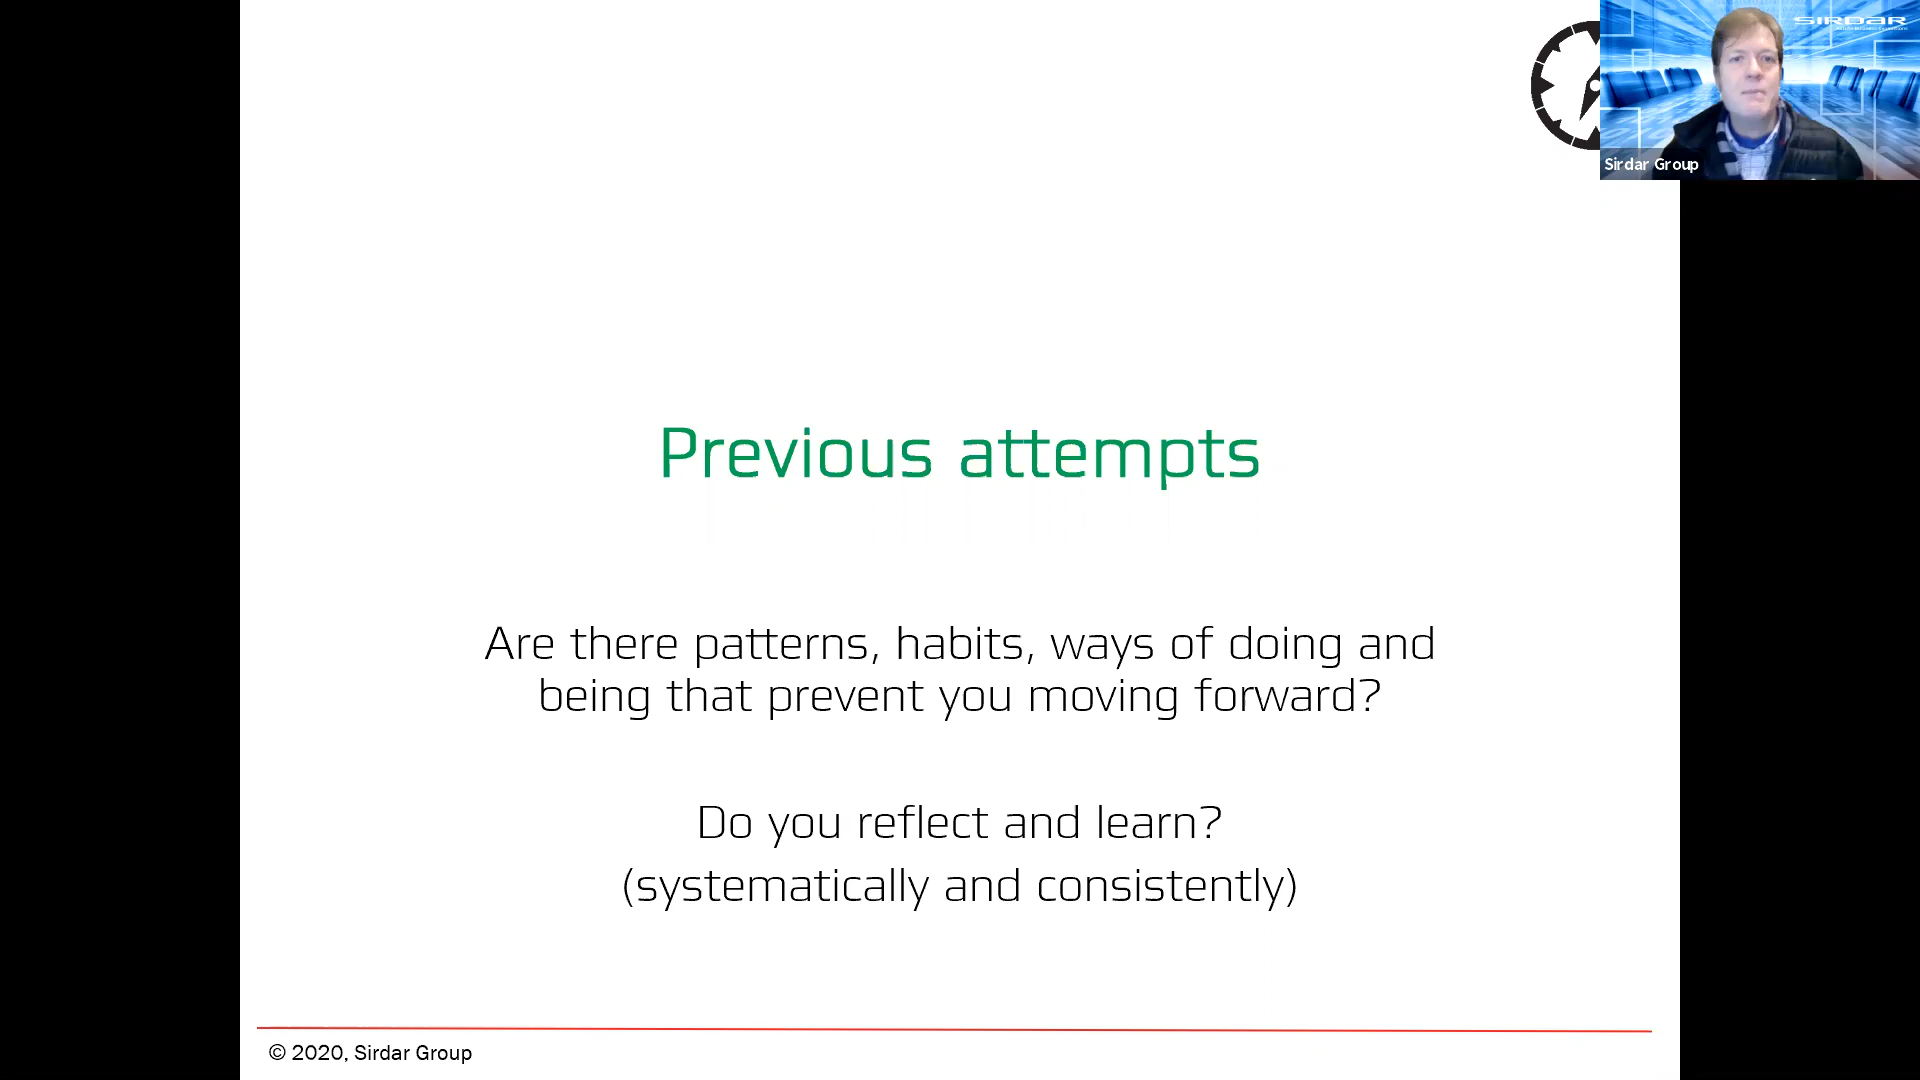 SIRDAR
Sirdar Group
Previous attempts
Are there patterns, habits, ways of doing and
being that prevent you moving forward?
Do you reflect and learn?
(systematically and consistently)
© 2020, Sirdar Group